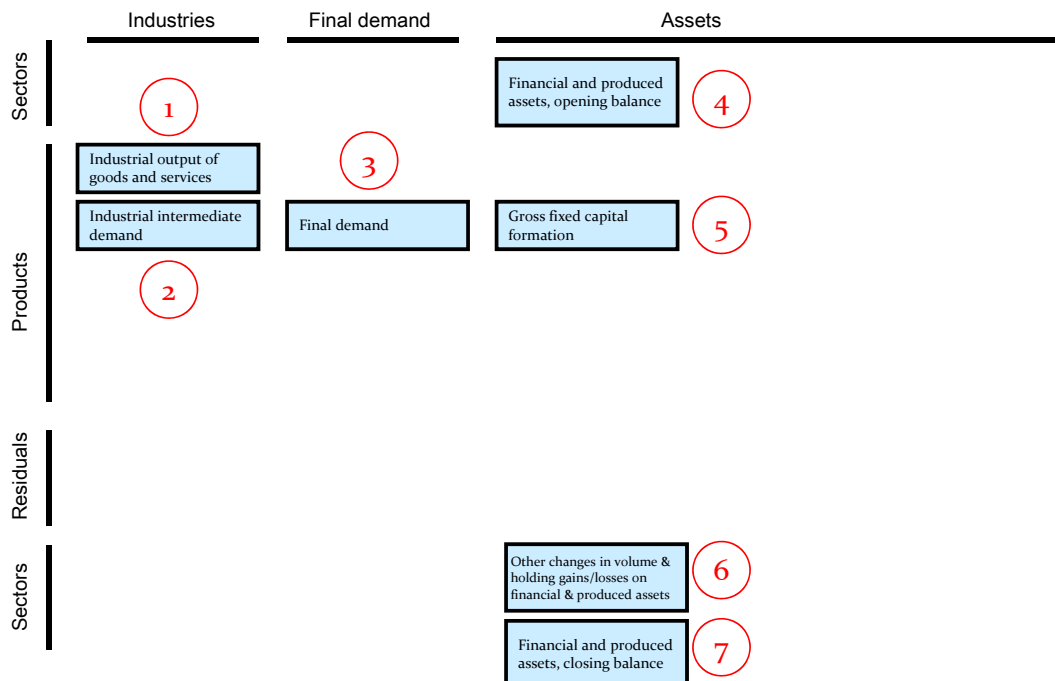 Industries
Final demand
Assets
Sectors
Financial and produced
assets, opening balance
4
1
Products
Industrial output of
goods and services
3
Industrial intermediate
demand
Final demand
Gross fixed capital
formation
5
2
Residuals
Sectors
Other changes in volume &
holding gains/losses on
financial & produced assets
6
Financial and produced
assets, closing balance
7